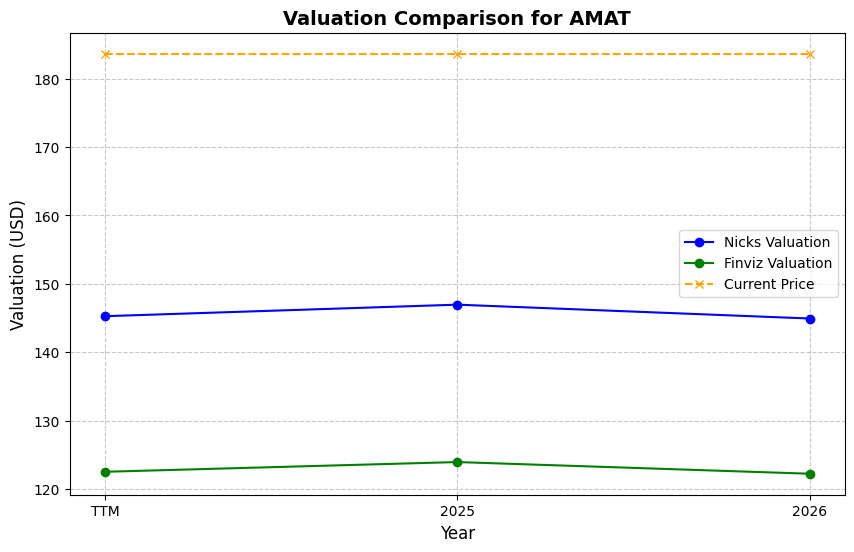 Valuation Comparison for AMAT
Valuation (USD)
180
170
160
150
140
130
120
Nicks Valuation
Finviz Valuation
Current Price
TTM
2025
2026
Year